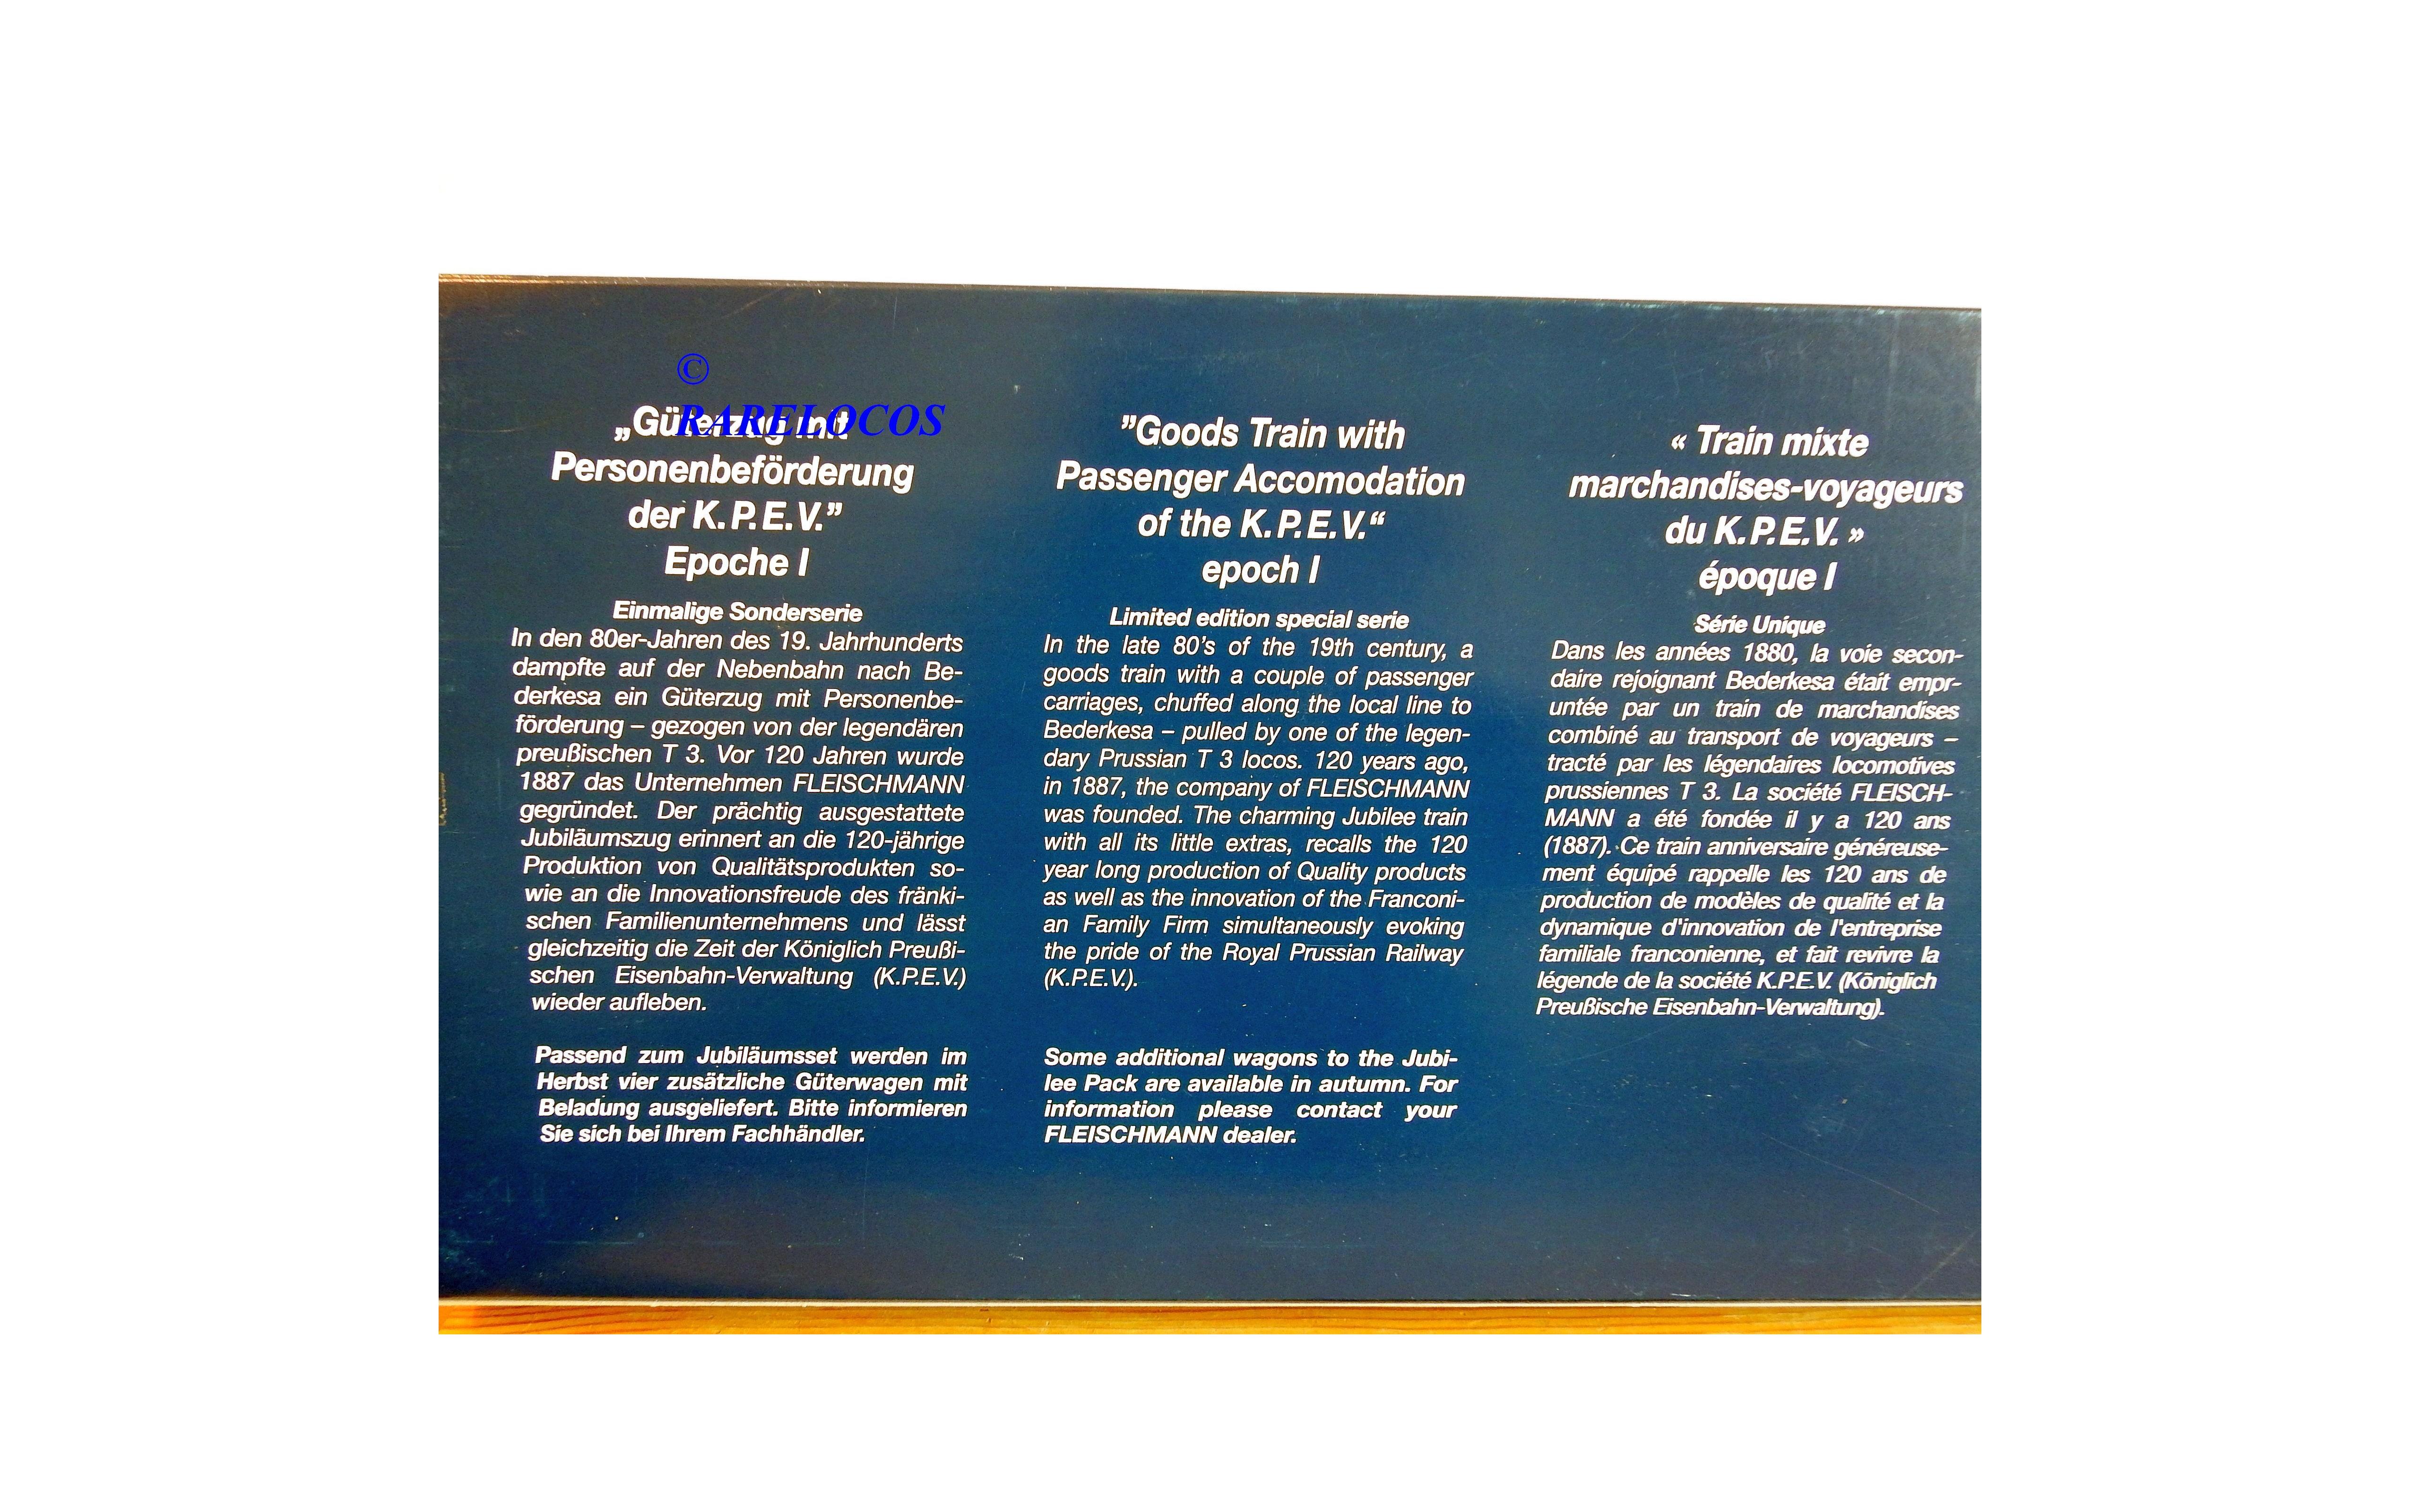 ©
RARELOCOS
„Güterzug mit
Personenbeförderung
der K.P.E.V.”
Epoche I
Einmalige Sonderserie
In den 80er-Jahren des 19. Jahrhunderts
dampfte auf der Nebenbahn nach Be-
derkesa ein Güterzug mit Personenbe-
förderung – gezogen von der legendären
preußischen T 3. Vor 120 Jahren wurde
1887 das Unternehmen FLEISCHMANN
gegründet. Der prächtig ausgestattete
Jubiläumszug erinnert an die 120-jährige
Produktion von Qualitätsprodukten so-
wie an die Innovationsfreude des fränki-
schen Familienunternehmens und lässt
gleichzeitig die Zeit der Königlich Preußi-
schen Eisenbahn-Verwaltung (K.P.E.V.)
wieder aufleben.
Passend zum Jubiläumsset werden im
Herbst vier zusätzliche Güterwagen mit
Beladung ausgeliefert. Bitte informieren
Sie sich bei Ihrem Fachhändler.
”Goods Train with
Passenger Accomodation
of the K.P.E.V.“
epoch I
Limited edition special serie
In the late 80’s of the 19th century, a
goods train with a couple of passenger
carriages, chuffed along the local line to
Bederkesa – pulled by one of the legen-
dary Prussian T 3 locos. 120 years ago,
in 1887, the company of FLEISCHMANN
was founded. The charming Jubilee train
with all its little extras, recalls the 120
year long production of Quality products
as well as the innovation of the Franconi-
an Family Firm simultaneously evoking
the pride of the Royal Prussian Railway
(K.P.E.V.).
Some additional wagons to the Jubi-
lee Pack are available in autumn. For
information please contact your
FLEISCHMANN dealer.
« Train mixte
marchandises-voyageurs
du K.P.E.V. »
époque I
Série Unique
Dans les années 1880, la voie secon-
daire rejoignant Bederkesa était empr-
untée par un train de marchandises
combiné au transport de voyageurs –
tracté par les légendaires locomotives
prussiennes T 3. La société FLEISCH-
MANN a été fondée il y a 120 ans
(1887). Ce train anniversaire généreuse-
ment équipé rappelle les 120 ans de
production de modèles de qualité et la
dynamique d'innovation de l'entreprise
familiale franconienne, et fait revivre la
légende de la société K.P.E.V. (Königlich
Preußische Eisenbahn-Verwaltung).